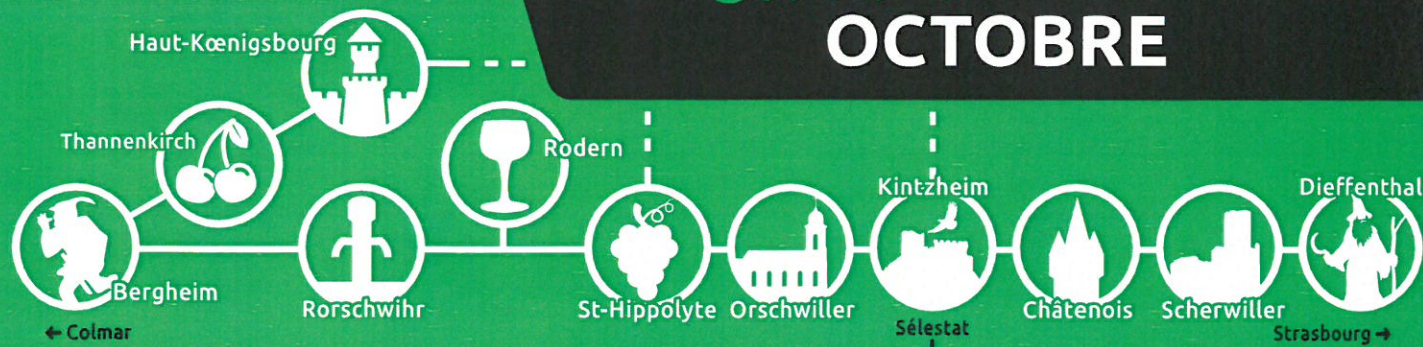 OCTOBRE
Haut-Kœnigsbourg
Thannenkirch
Rodern
Kintzheim
Dieffenthal
Bergheim
Rorschwihr
St-Hippolyte
Orschwiller
Châtenois
Scherwiller
← Colmar
Sélestat
Strasbourg →